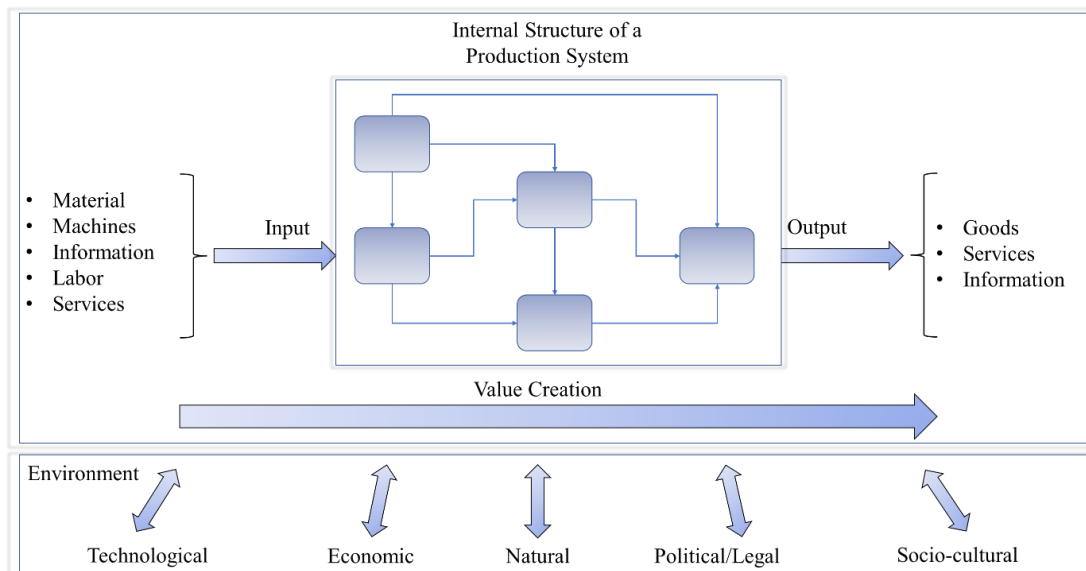 Internal Structure of a
Production System
• Material
• Machines
• Information
• Labor
• Services
Input
Output
• Goods
• Services
• Information
Value Creation
Environment
Technological
Economic
Natural
Political/Legal
Socio-cultural